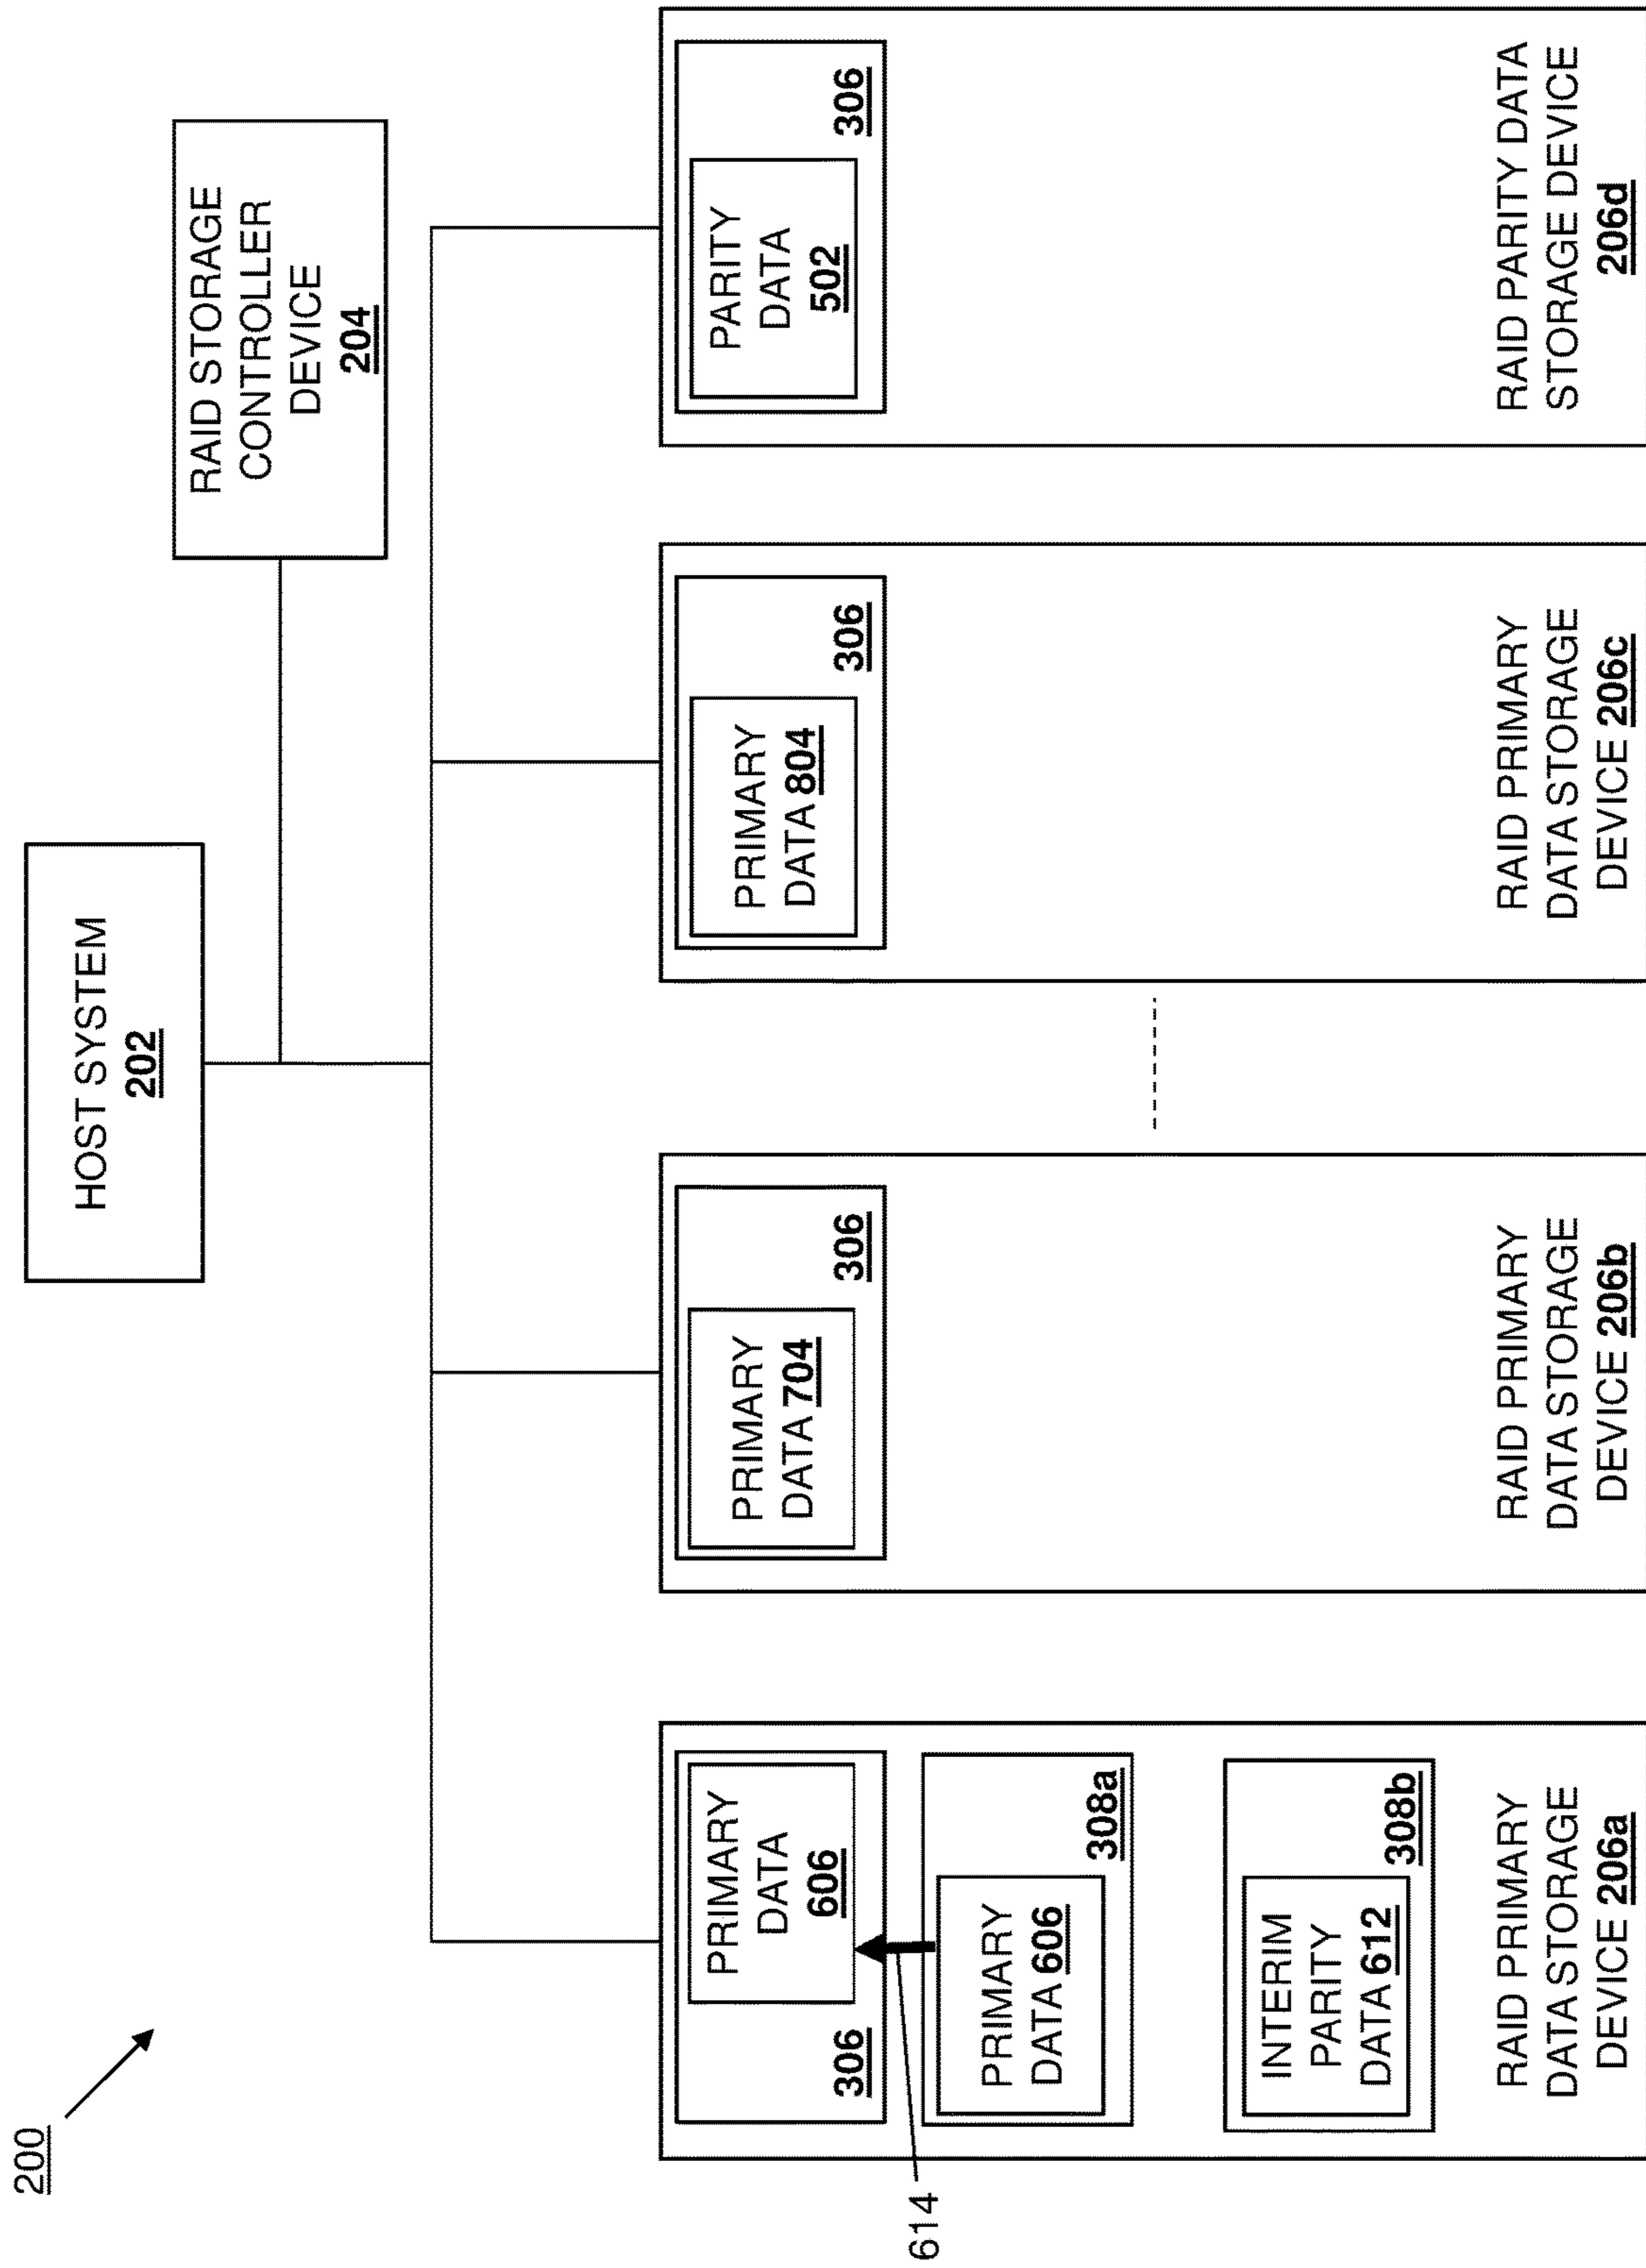 200
HOST SYSTEM
202
RAID STORAGE
CONTROLLER
DEVICE
204
PRIMARY
DATA
606
306
614
PRIMARY
DATA 606
308a
INTERIM
PARITY
DATA 612
308b
RAID PRIMARY
DATA STORAGE
DEVICE 206a
PRIMARY
DATA 704
306
RAID PRIMARY
DATA STORAGE
DEVICE 206b
PRIMARY
DATA 804
306
RAID PRIMARY
DATA STORAGE
DEVICE 206c
PARITY
DATA
502
306
RAID PARITY DATA
STORAGE DEVICE
206d